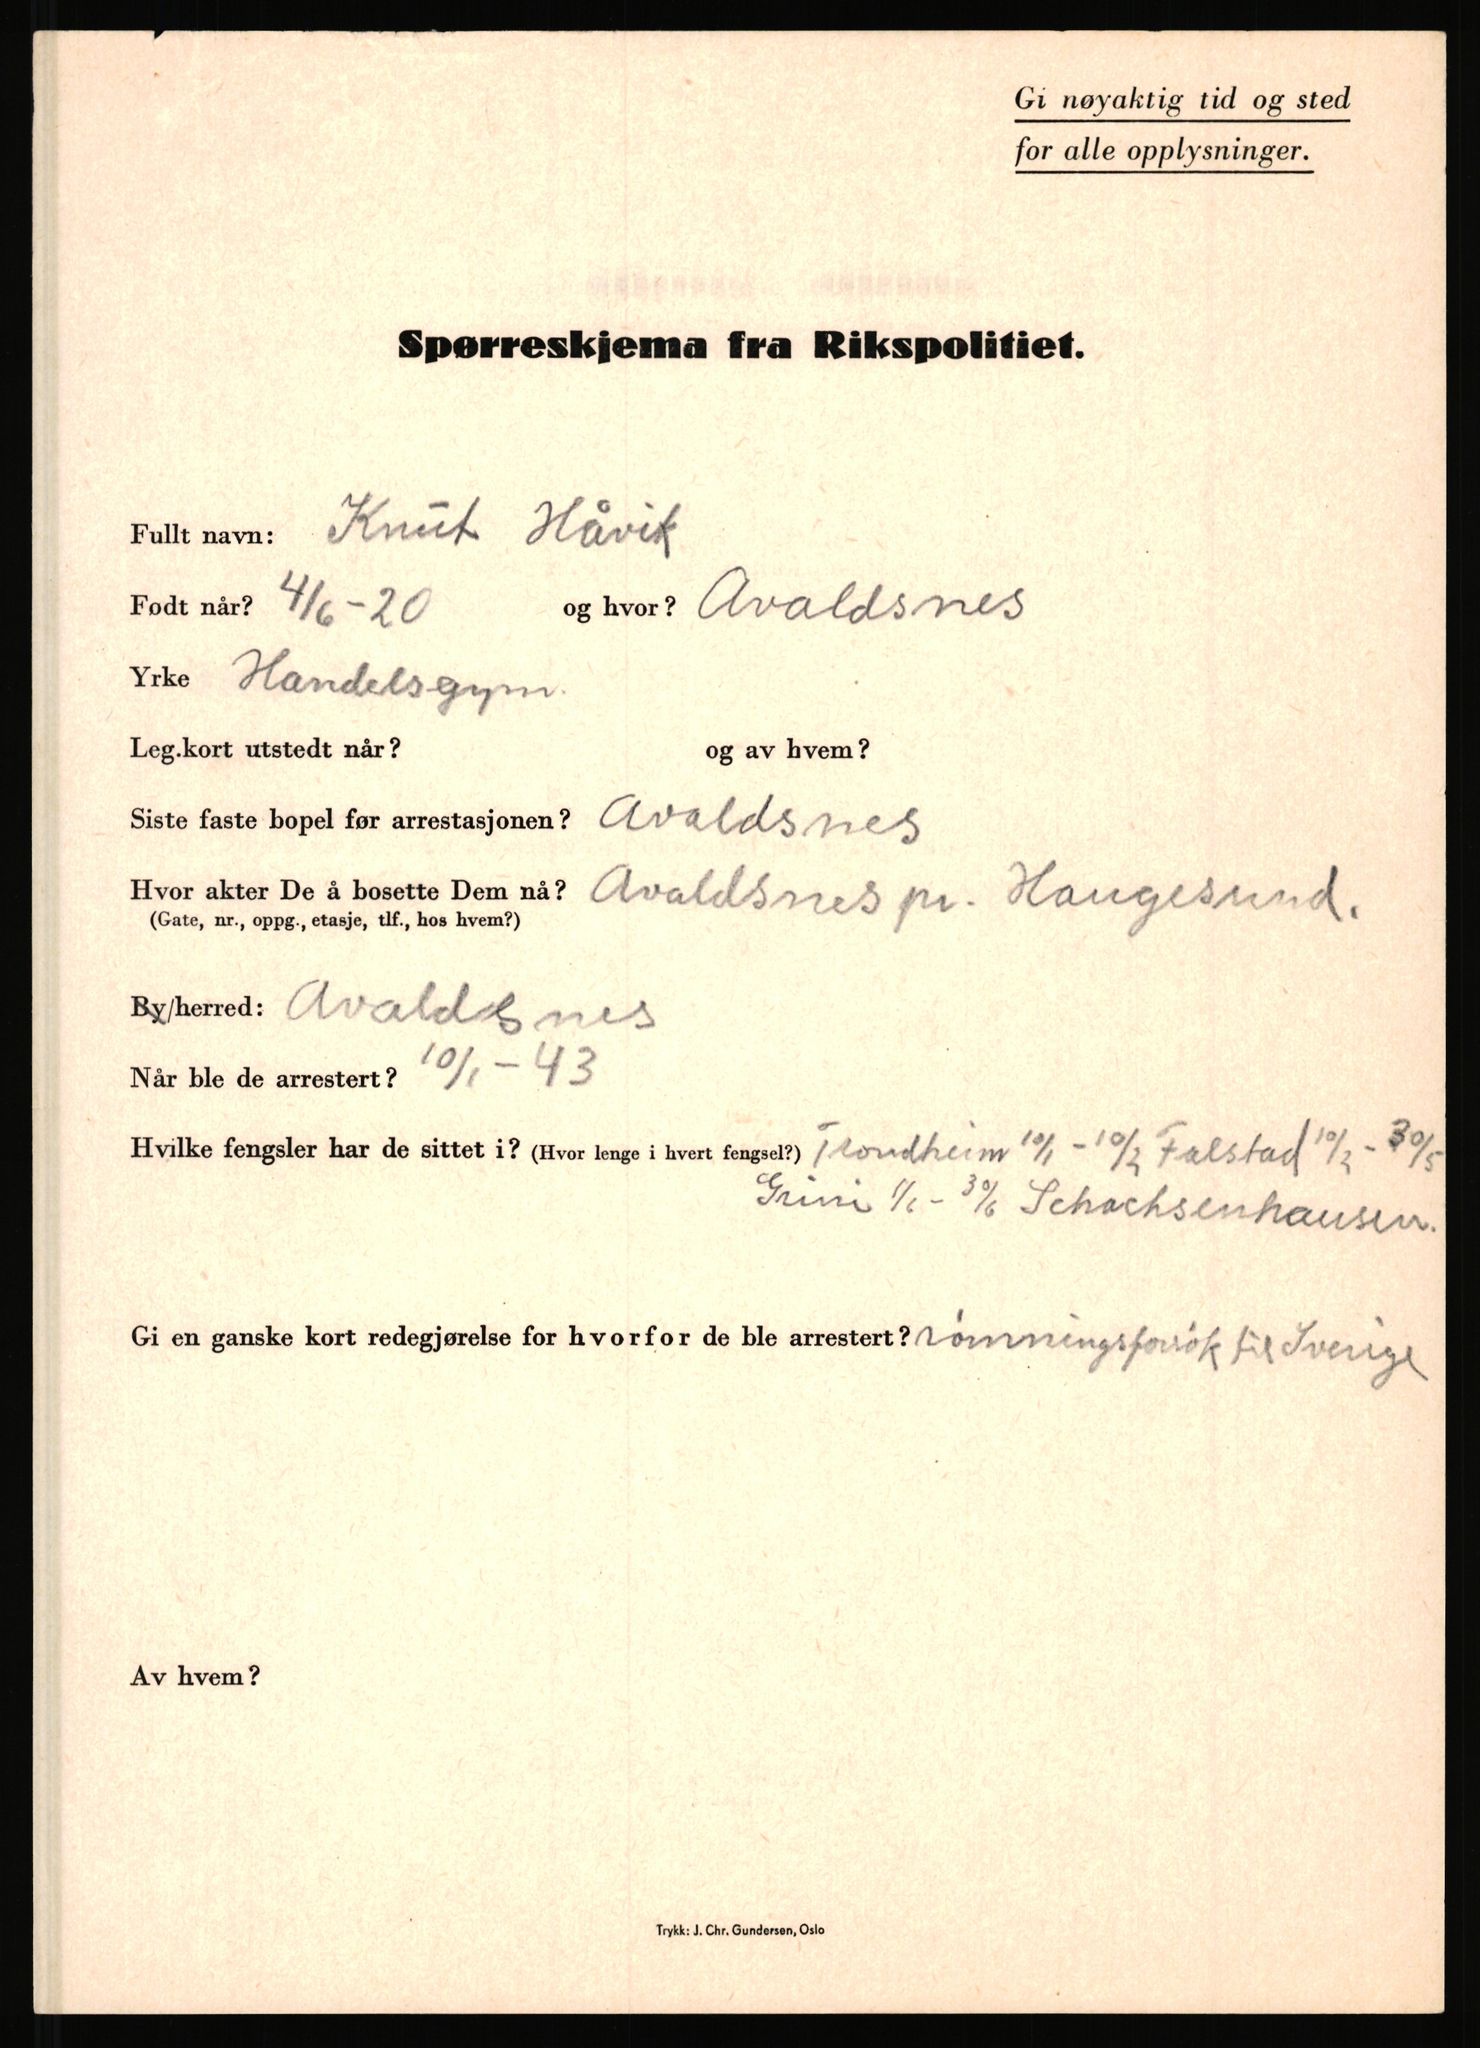 Gi nøyaktig tid og sted
for alle opplysninger.
Spørreskjema fra Rikspolitiet.
Fullt navn: Knut Håvik
Født når? 4/6-20 og hvor? Avaldsnes
Yrke Handelsgym.
Leg.kort utstedt når? og av hvem?
Siste faste bopel før arrestasjonen? Avaldsnes
Hvor akter De å bosette Dem nå? Avaldsnes pr. Haugesund.
(Gate, nr., oppg., etasje, tlf., hos hvem?)
By/herred: Avaldsnes
Når ble de arrestert? 10/1-43
Hvilke fengsler har de sittet i? (Hvor lenge i hvert fengsel?) Trondheim 10/1-10/2 Falstad 10/2-30/5
Grini 1/6-30/6 Schachsenhausen.
Gi en ganske kort redegjørelse for hvorfor de ble arrestert? römningsforsök til Sverige
Av hvem?
Trykk: J. Chr. Gundersen, Oslo